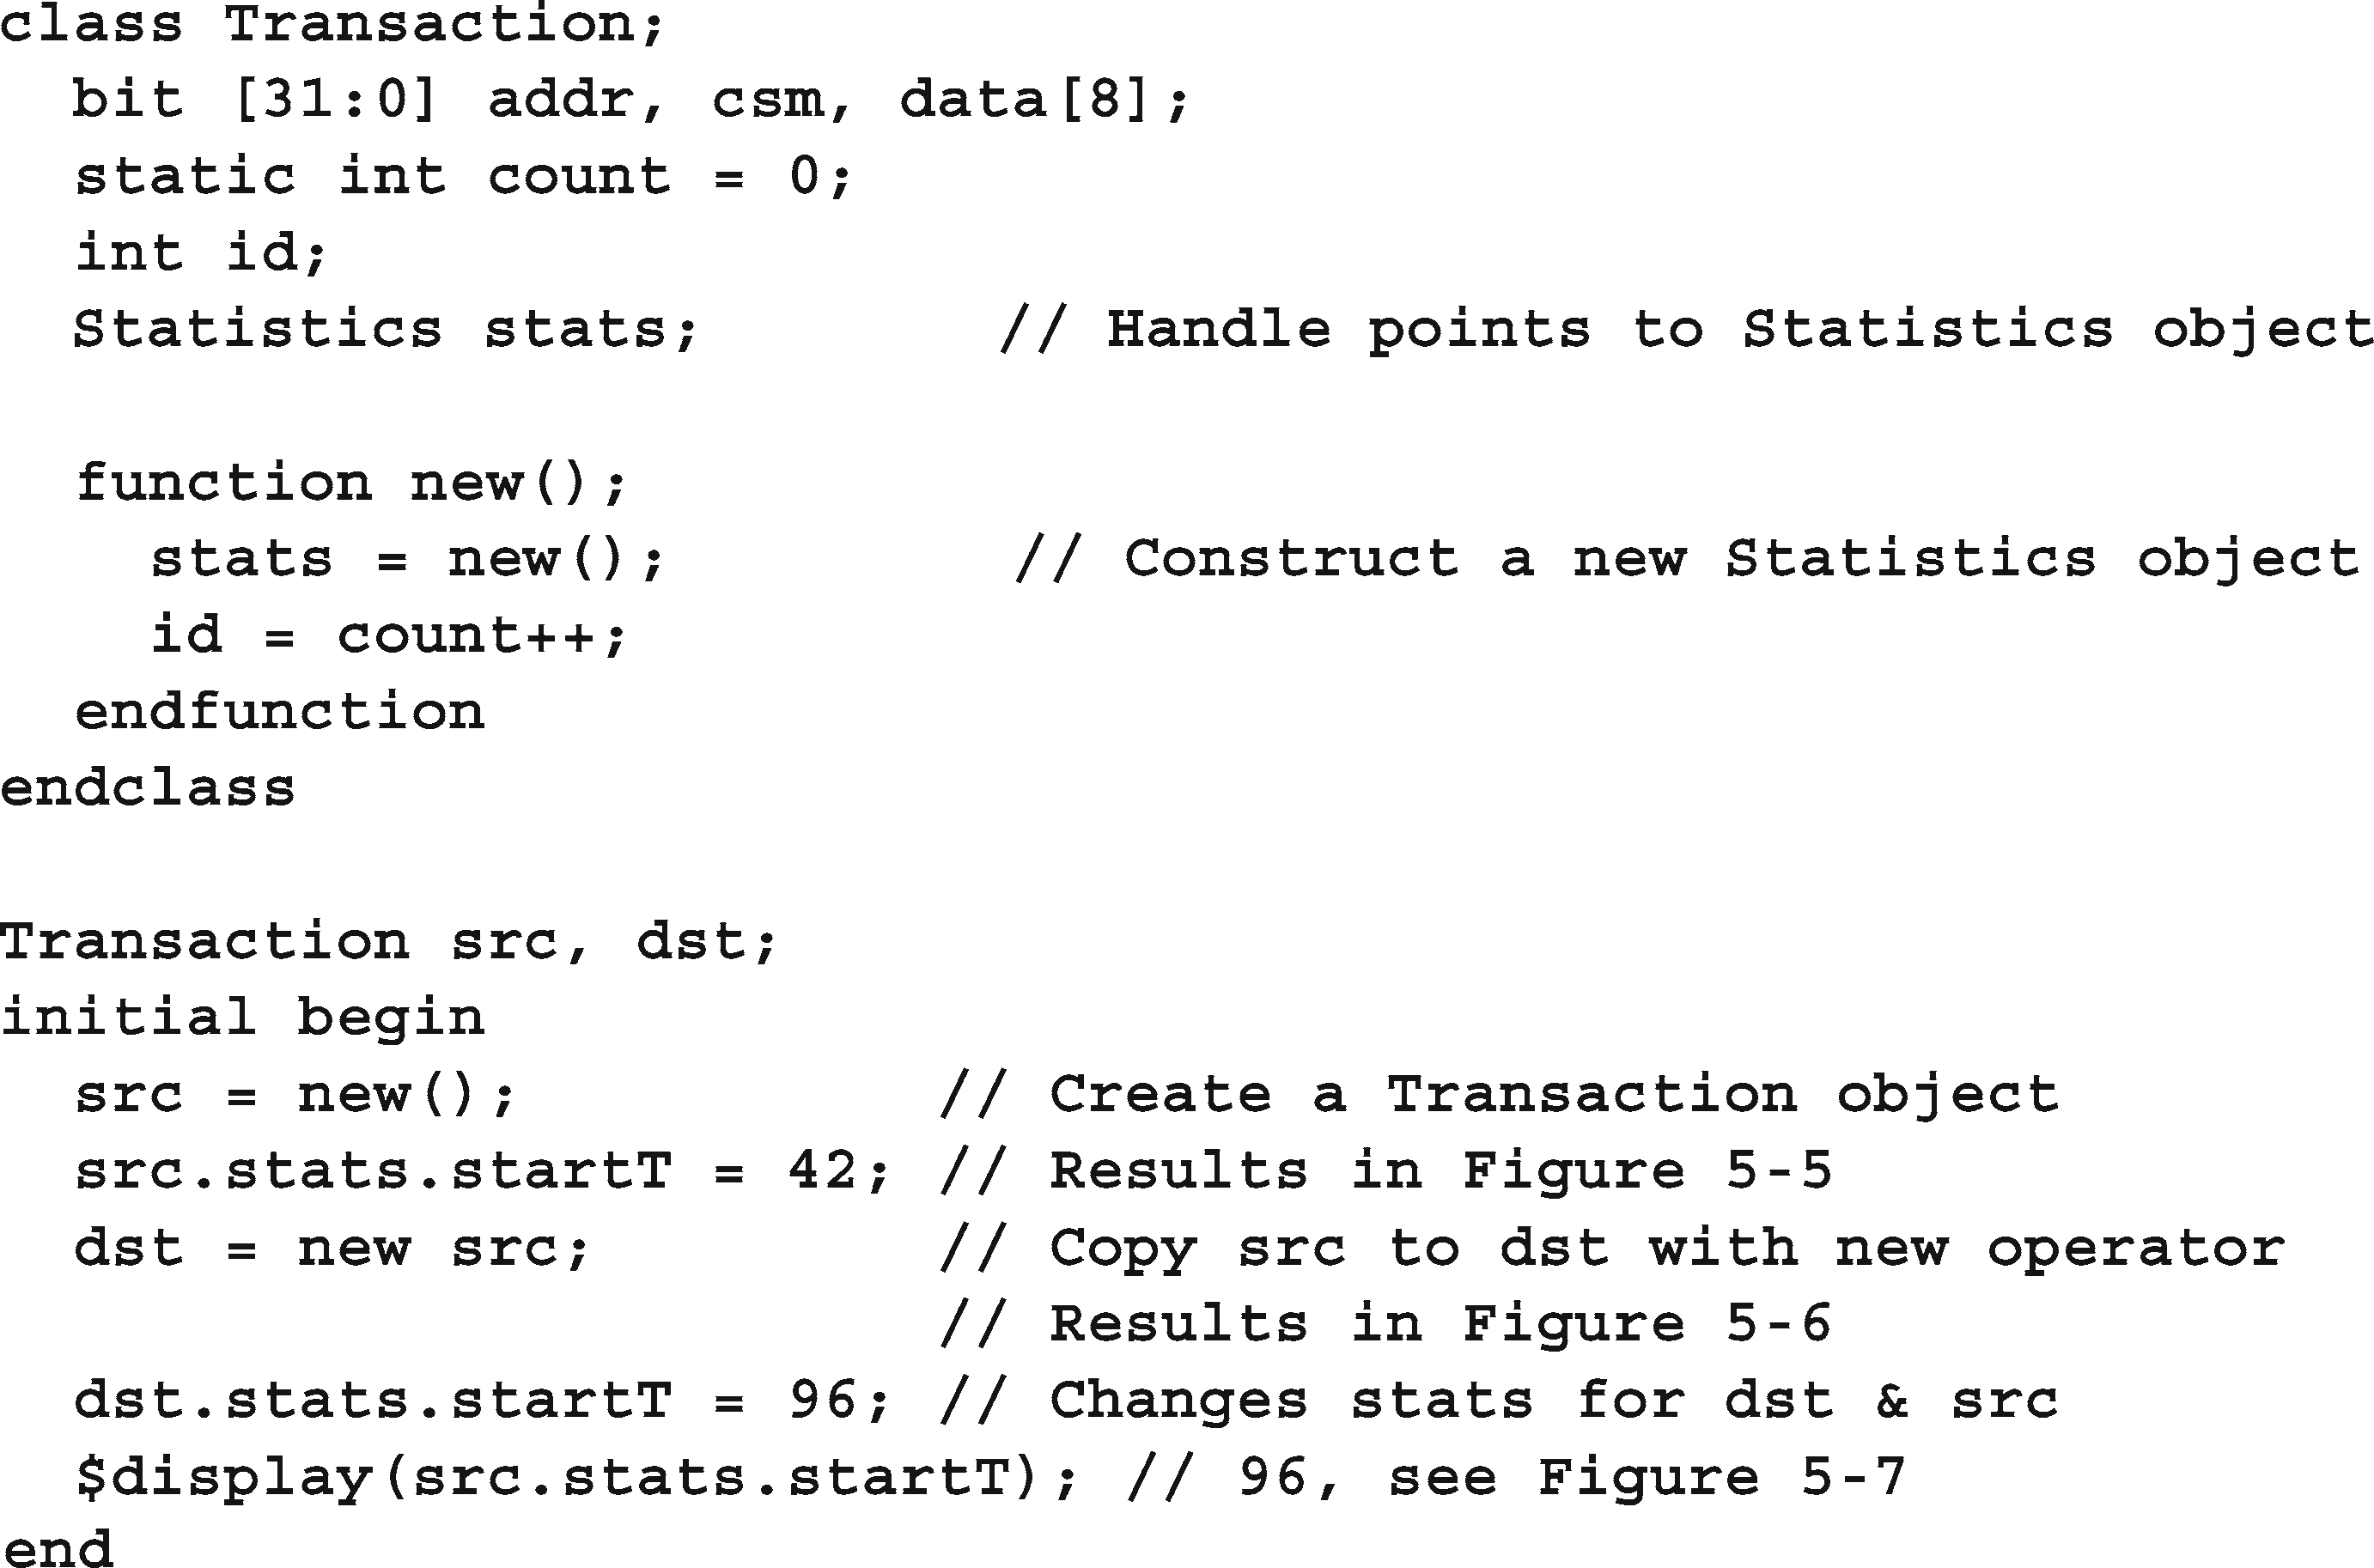 class Transaction;
  bit [31:0] addr, csm, data[8];
  static int count = 0;
  int id;
  Statistics stats;        // Handle points to Statistics object

  function new();
    stats = new();         // Construct a new Statistics object
    id = count++;
  endfunction
endclass

Transaction src, dst;
initial begin
  src = new();           // Create a Transaction object
  src.stats.startT = 42; // Results in Figure 5-5
  dst = new src;         // Copy src to dst with new operator
                         // Results in Figure 5-6
  dst.stats.startT = 96; // Changes stats for dst & src
  $display(src.stats.startT); // 96, see Figure 5-7
end